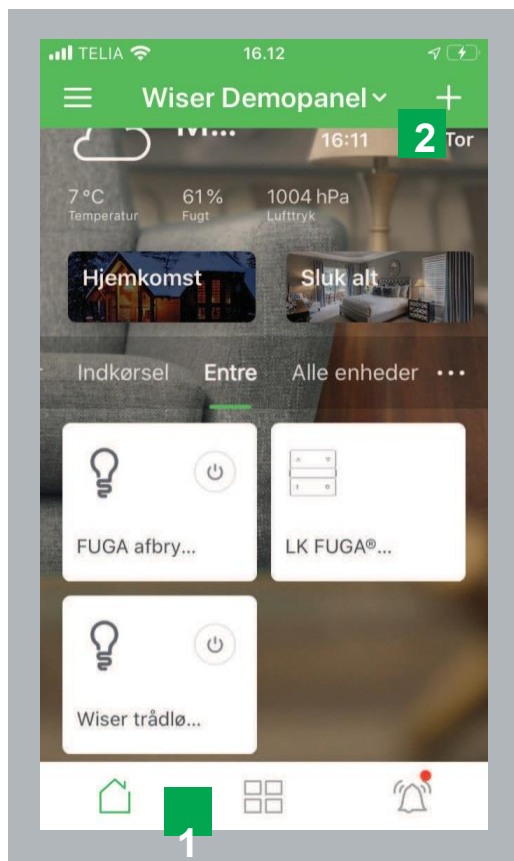 TELIA 16.12
Wiser Demopanel
2
M... 16:11 Tor
7 °C 61% 1004 hPa
Temperatur Fugt Lufttryk
Hjemkomst Sluk alt
Indkørsel Entre Alle enheder ...
FUGA afbry... LK FUGA®...
Wiser trådlø...
1